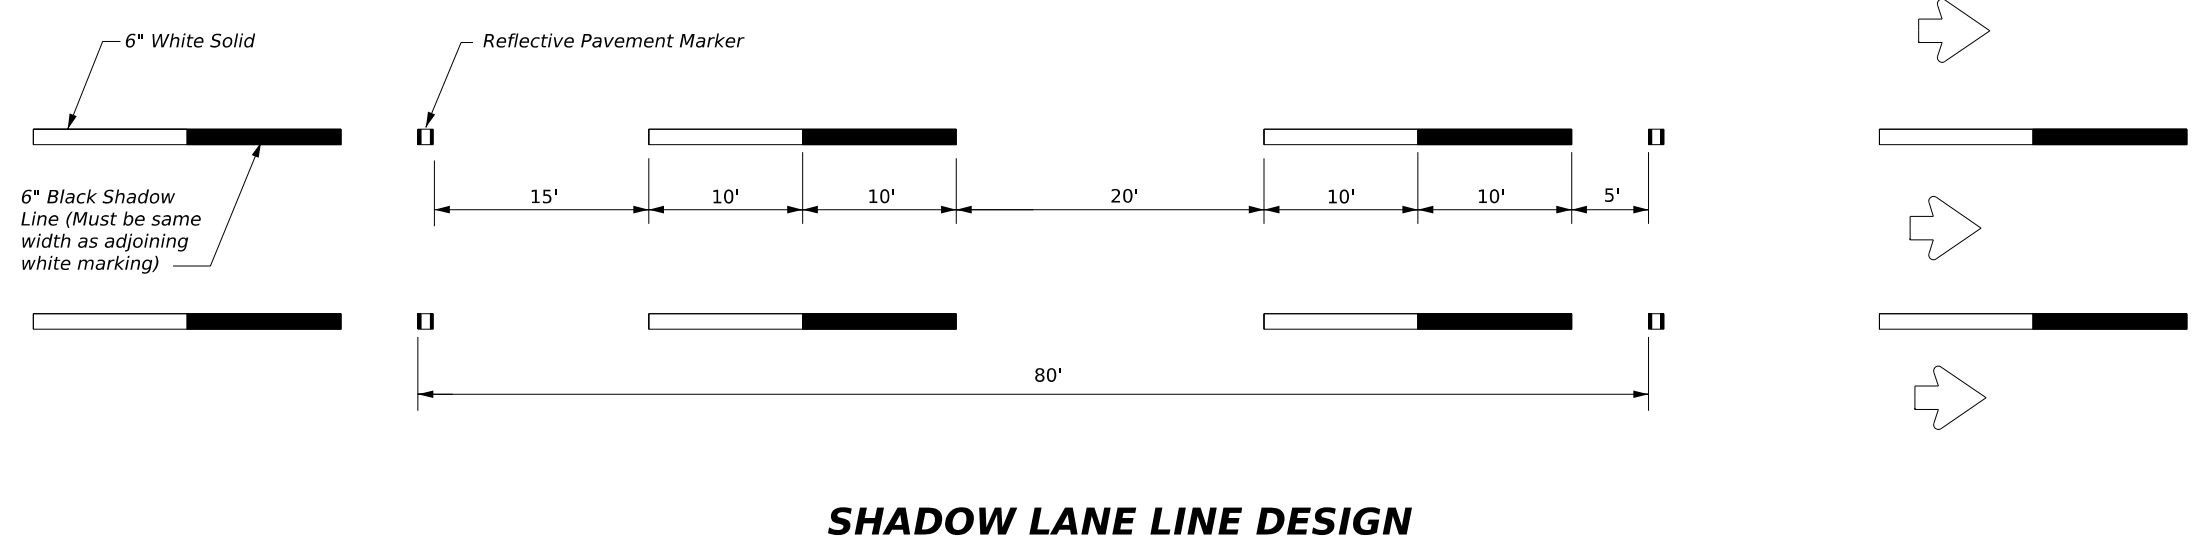 6" White Solid
Reflective Pavement Marker
6" Black Shadow
Line (Must be same
width as adjoining
white marking)
15'
10'
10'
20'
10'
10'
5'
80'
SHADOW LANE LINE DESIGN